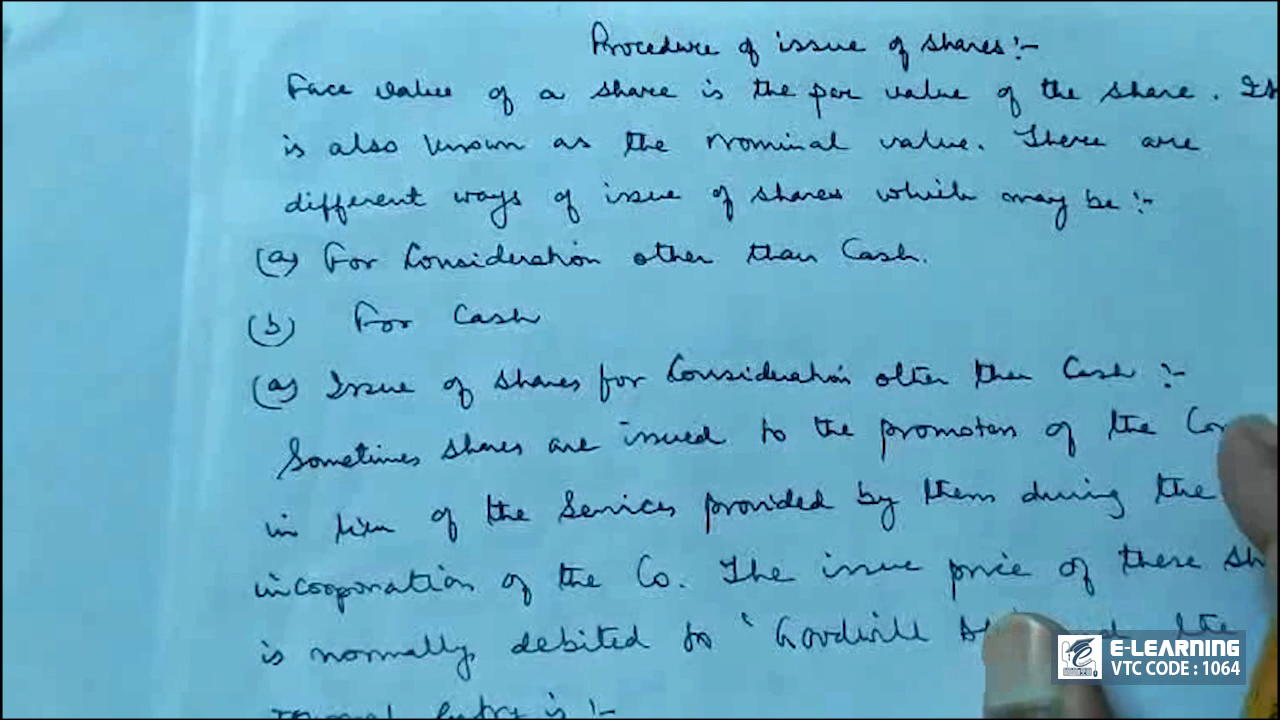 Procedure of issue of shares :-
Face value of a share is the par value of the share. It
is also known as the Nominal value. There are
different ways of issue of shares which may be :-
(a) For Consideration other than Cash.
(b) For Cash
(a) Issue of shares for Consideration other than Cash :-
Sometimes shares are issued to the promoters of the
in lieu of the Services provided by them during the
incooporation of the Co. The issue price of these
is normally debited to ' Goodwill
Entry is :-
E-LEARNING
VTC CODE : 1064